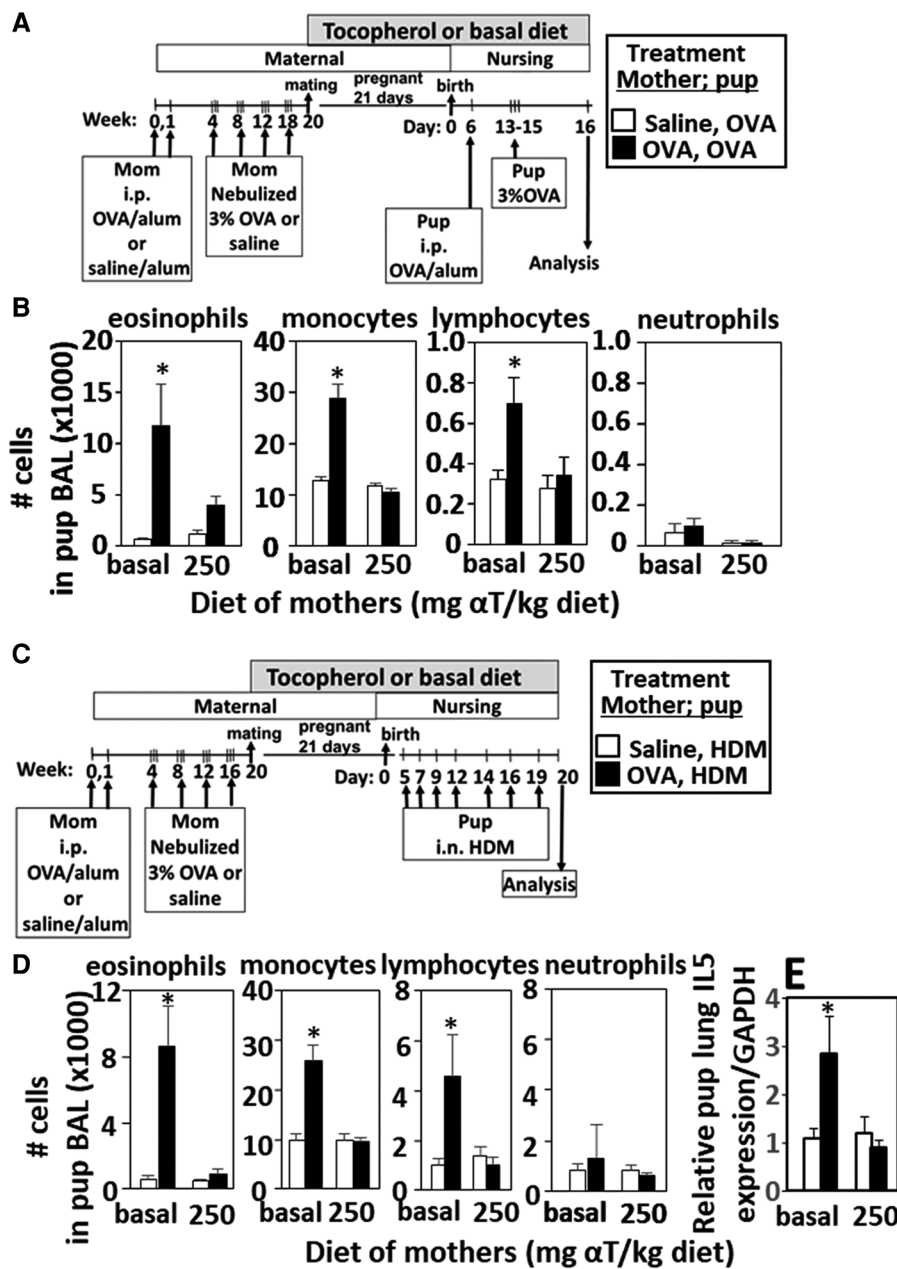 A
Tocopherol or basal diet
Maternal
Nursing
mating
pregnant
21 days
birth
Week: 0,1 4 8 12 18 20
Day: 0 6 13-15 16
Mom
i.p.
OVA/alum
or
saline/alum
Mom
Nebulized
3% OVA or
saline
Pup
i.p.
OVA/alum
Pup
3%OVA
Analysis
Treatment
Mother; pup
Saline, OVA
OVA, OVA
B
eosinophils
monocytes
lymphocytes
neutrophils
# cells
in pup BAL (x1000)
20
15
10
5
0
*
basal 250
40
30
20
10
0
*
basal 250
1.0
0.8
0.6
0.4
0.2
0
*
basal 250
1.0
0.8
0.6
0.4
0.2
0
basal 250
Diet of mothers (mg αT/kg diet)
C
Tocopherol or basal diet
Maternal
Nursing
mating
pregnant
21 days
birth
Week: 0,1 4 8 12 16 20
Day: 0 5 7 9 12 14 16 19 20
Mom
i.p.
OVA/alum
or
saline/alum
Mom
Nebulized
3% OVA or
saline
Pup
i.n. HDM
Analysis
Treatment
Mother; pup
Saline, HDM
OVA, HDM
D
eosinophils
monocytes
lymphocytes
neutrophils
# cells
in pup BAL (x1000)
12
8
4
0
*
basal 250
40
30
20
10
0
*
basal 250
8
6
4
2
0
*
basal 250
8
6
4
2
0
basal 250
Diet of mothers (mg αT/kg diet)
E
Relative pup lung IL5
expression/GAPDH
4
3
2
1
0
*
basal 250